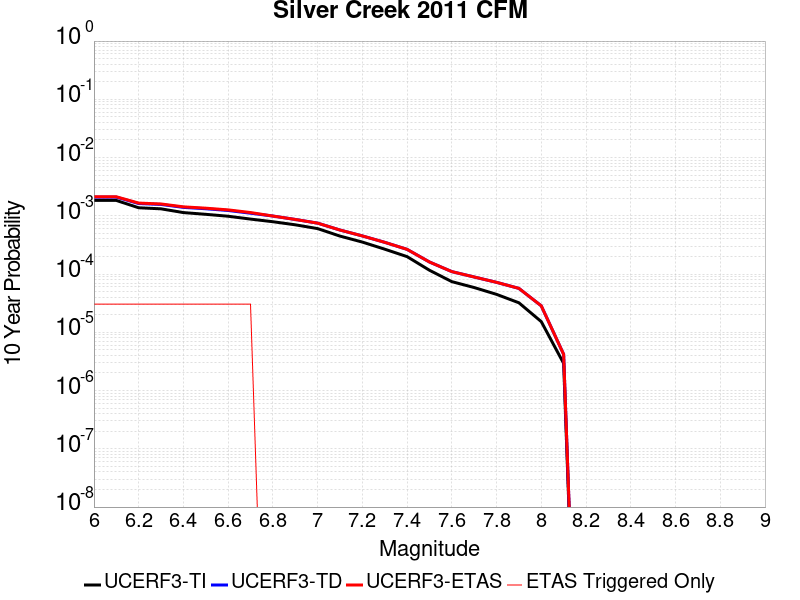 Silver Creek 2011 CFM
10 0
10 -1
10 -2
10 -3
10 -4
10 -5
10 -6
10 -7
10 -8
10 Year Probability
6 6.2 6.4 6.6 6.8 7 7.2 7.4 7.6 7.8 8 8.2 8.4 8.6 8.8 9
Magnitude
UCERF3-TI UCERF3-TD UCERF3-ETAS ETAS Triggered Only